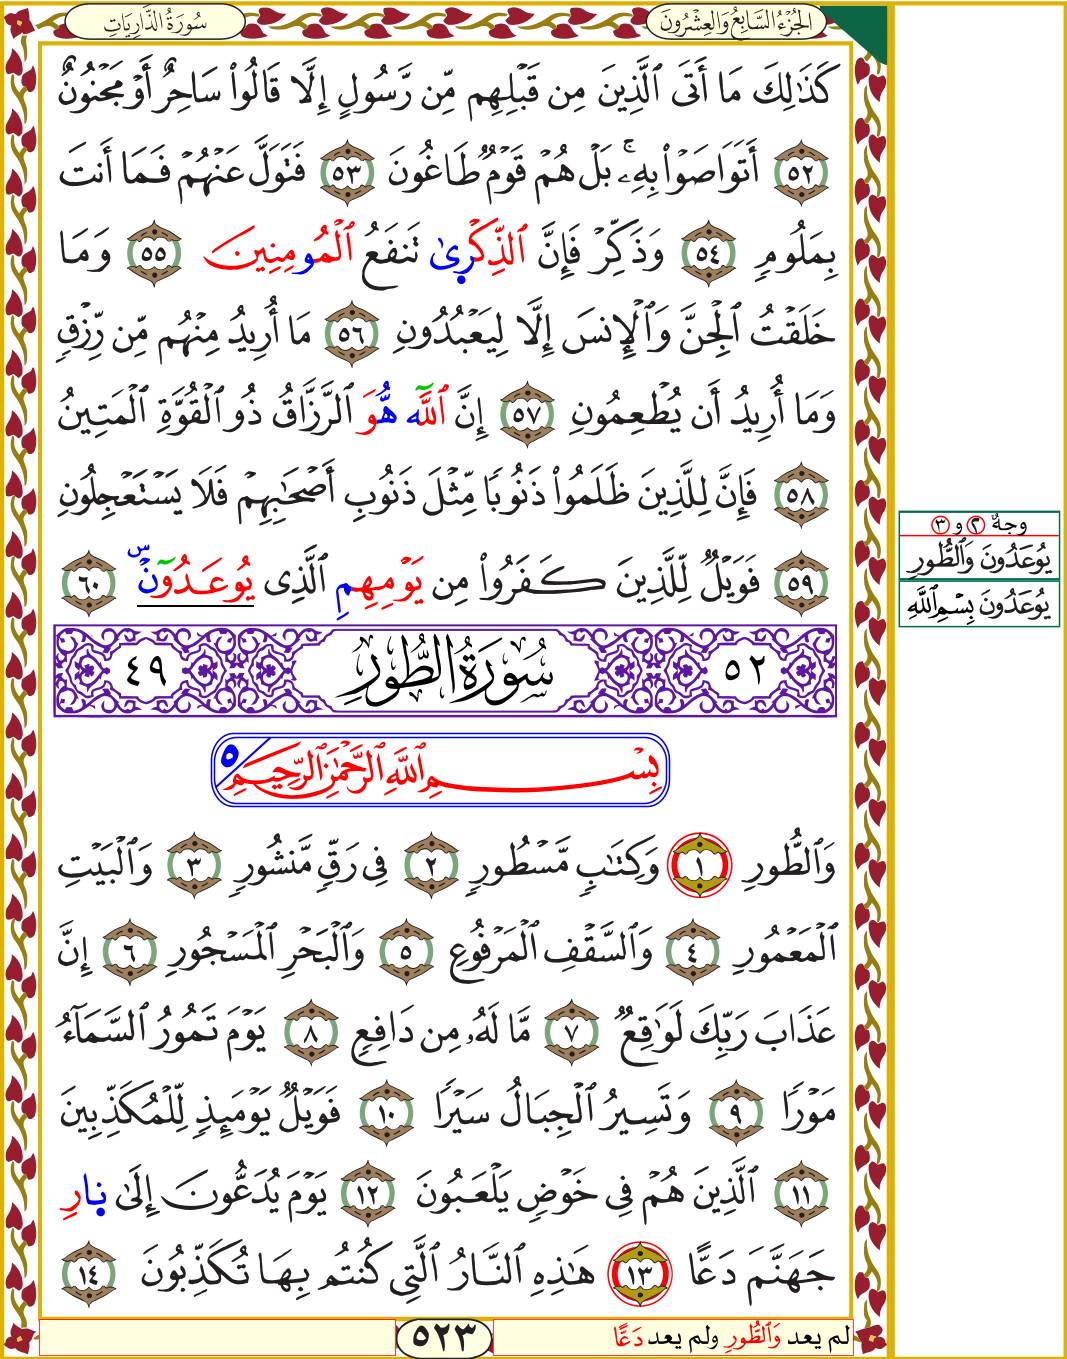 سُورَةُ الذَّارِيَاتِ
الجُزْءُ السَّابِعُ وَالعِشْرُونَ
كَذَٰلِكَ مَا أَتَى ٱلَّذِينَ مِن قَبْلِهِم مِّن رَّسُولٍ إِلَّا قَالُوا۟ سَاحِرٌ أَوْ مَجْنُونٌ
٥٢ أَتَوَاصَوْا۟ بِهِۦۚ بَلْ هُمْ قَوْمٌ طَاغُونَ ٥٣ فَتَوَلَّ عَنْهُمْ فَمَا أَنتَ
بِمَلُومٍ ٥٤ وَذَكِّرْ فَإِنَّ ٱلذِّكْرٜىٰ تَنفَعُ ٱلْمُومِنِينَ ٥٥ وَمَا
خَلَقْتُ ٱلْجِنَّ وَٱلْإِنسَ إِلَّا لِيَعْبُدُونِ ٥٦ مَا أُرِيدُ مِنْهُم مِّن رِّزْقٍ
وَمَا أُرِيدُ أَن يُطْعِمُونِ ٥٧ إِنَّ ٱللَّه هُّوَ ٱلرَّزَّاقُ ذُو ٱلْقُوَّةِ ٱلْمَتِينُ
٥٨ فَإِنَّ لِلَّذِينَ ظَلَمُوا۟ ذَنُوبًا مِّثْلَ ذَنُوبِ أَصْحَٰبِهِمْ فَلَا يَسْتَعْجِلُونِ
٥٩ فَوَيْلٌ لِّلَّذِينَ كَفَرُوا۟ مِن يَوْمِهِمِ ٱلَّذِى يُوعَدُوٓنَْۜ ٦٠
٥٢ سُورَةُ الطُّورِ ٤٩
بِسْمِ ٱللَّهِ ٱلرَّحْمَٰنِ ٱلرَّحِيمِ ٥
وَٱلطُّورِ ١ وَكِتَٰبٍ مَّسْطُورٍ ٢ فِى رَقٍّ مَّنشُورٍ ٣ وَٱلْبَيْتِ
ٱلْمَعْمُورِ ٤ وَٱلسَّقْفِ ٱلْمَرْفُوعِ ٥ وَٱلْبَحْرِ ٱلْمَسْجُورِ ٦ إِنَّ
عَذَابَ رَبِّكَ لَوَٰقِعٌ ٧ مَّا لَهُۥ مِن دَافِعٍ ٨ يَوْمَ تَمُورُ ٱلسَّمَآءُ
مَوْرًا ٩ وَتَسِيرُ ٱلْجِبَالُ سَيْرًا ١٠ فَوَيْلٌ يَوْمَئِذٍ لِّلْمُكَذِّبِينَ
١١ ٱلَّذِينَ هُمْ فِى خَوْضٍ يَلْعَبُونَ ١٢ يَوْمَ يُدَعُّونَ إِلَىٰ نٜارِ
جَهَنَّمَ دَعًّا ١٣ هَٰذِهِ ٱلنَّارُ ٱلَّتِى كُنتُم بِهَا تُكَذِّبُونَ ١٤
وجهٌ ٢ و ٣
يُوعَدُونَ وَٱلطُّورِ
يُوعَدُونَ بِسْمِ ٱللَّهِ
لم يعد وَٱلطُّورِ ولم يعد دَعًّا
٥٢٣